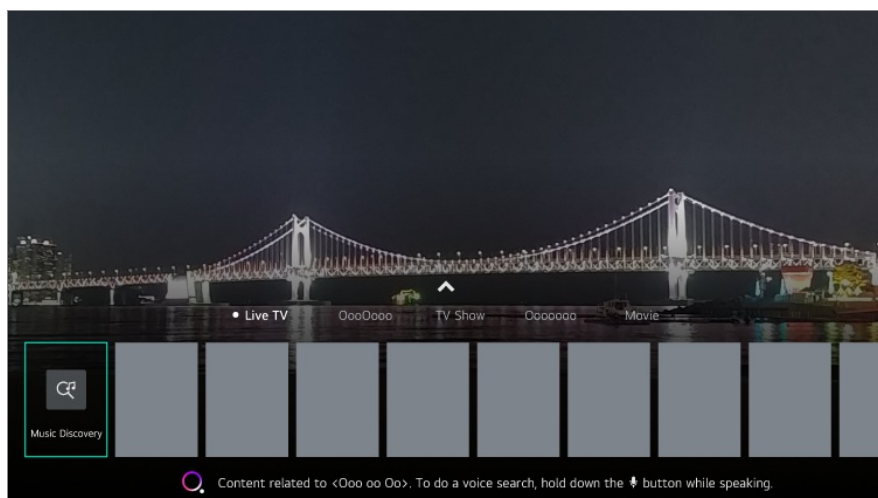 Live TV
OooOooo
TV Show
Ooooooo
Movie
Music Discovery
Content related to <Ooo oo Oo>. To do a voice search, hold down the button while speaking.